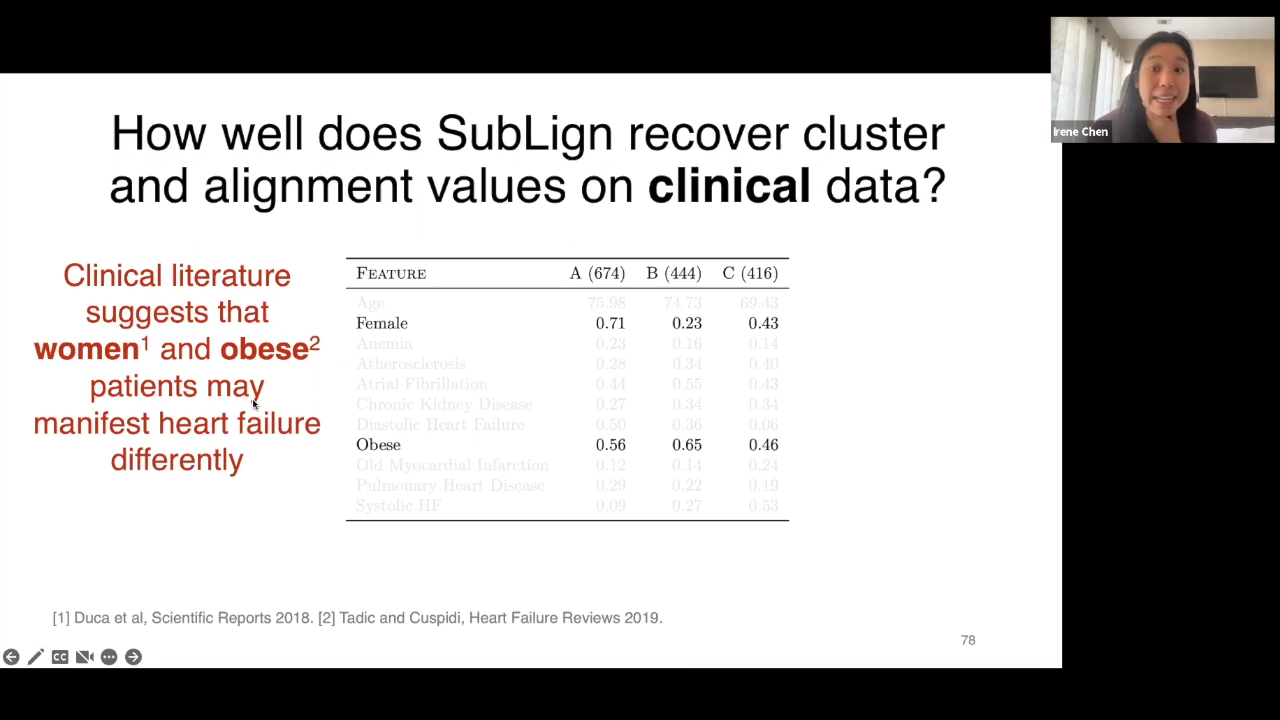 How well does SubLign recover cluster
and alignment values on clinical data?
Irene Chen
Clinical literature
suggests that
women1 and obese2
patients may
manifest heart failure
differently
FEATURE A (674) B (444) C (416)
Age 75.98 74.73 69.43
Female 0.71 0.23 0.43
Anemia 0.23 0.16 0.14
Atherosclerosis 0.28 0.34 0.40
Atrial Fibrillation 0.44 0.55 0.43
Chronic Kidney Disease 0.27 0.34 0.34
Diastolic Heart Failure 0.50 0.36 0.06
Obese 0.56 0.65 0.46
Old Myocardial Infarction 0.12 0.14 0.24
Pulmonary Heart Disease 0.29 0.22 0.19
Systolic HF 0.09 0.27 0.53
[1] Duca et al, Scientific Reports 2018. [2] Tadic and Cuspidi, Heart Failure Reviews 2019.
78
CC